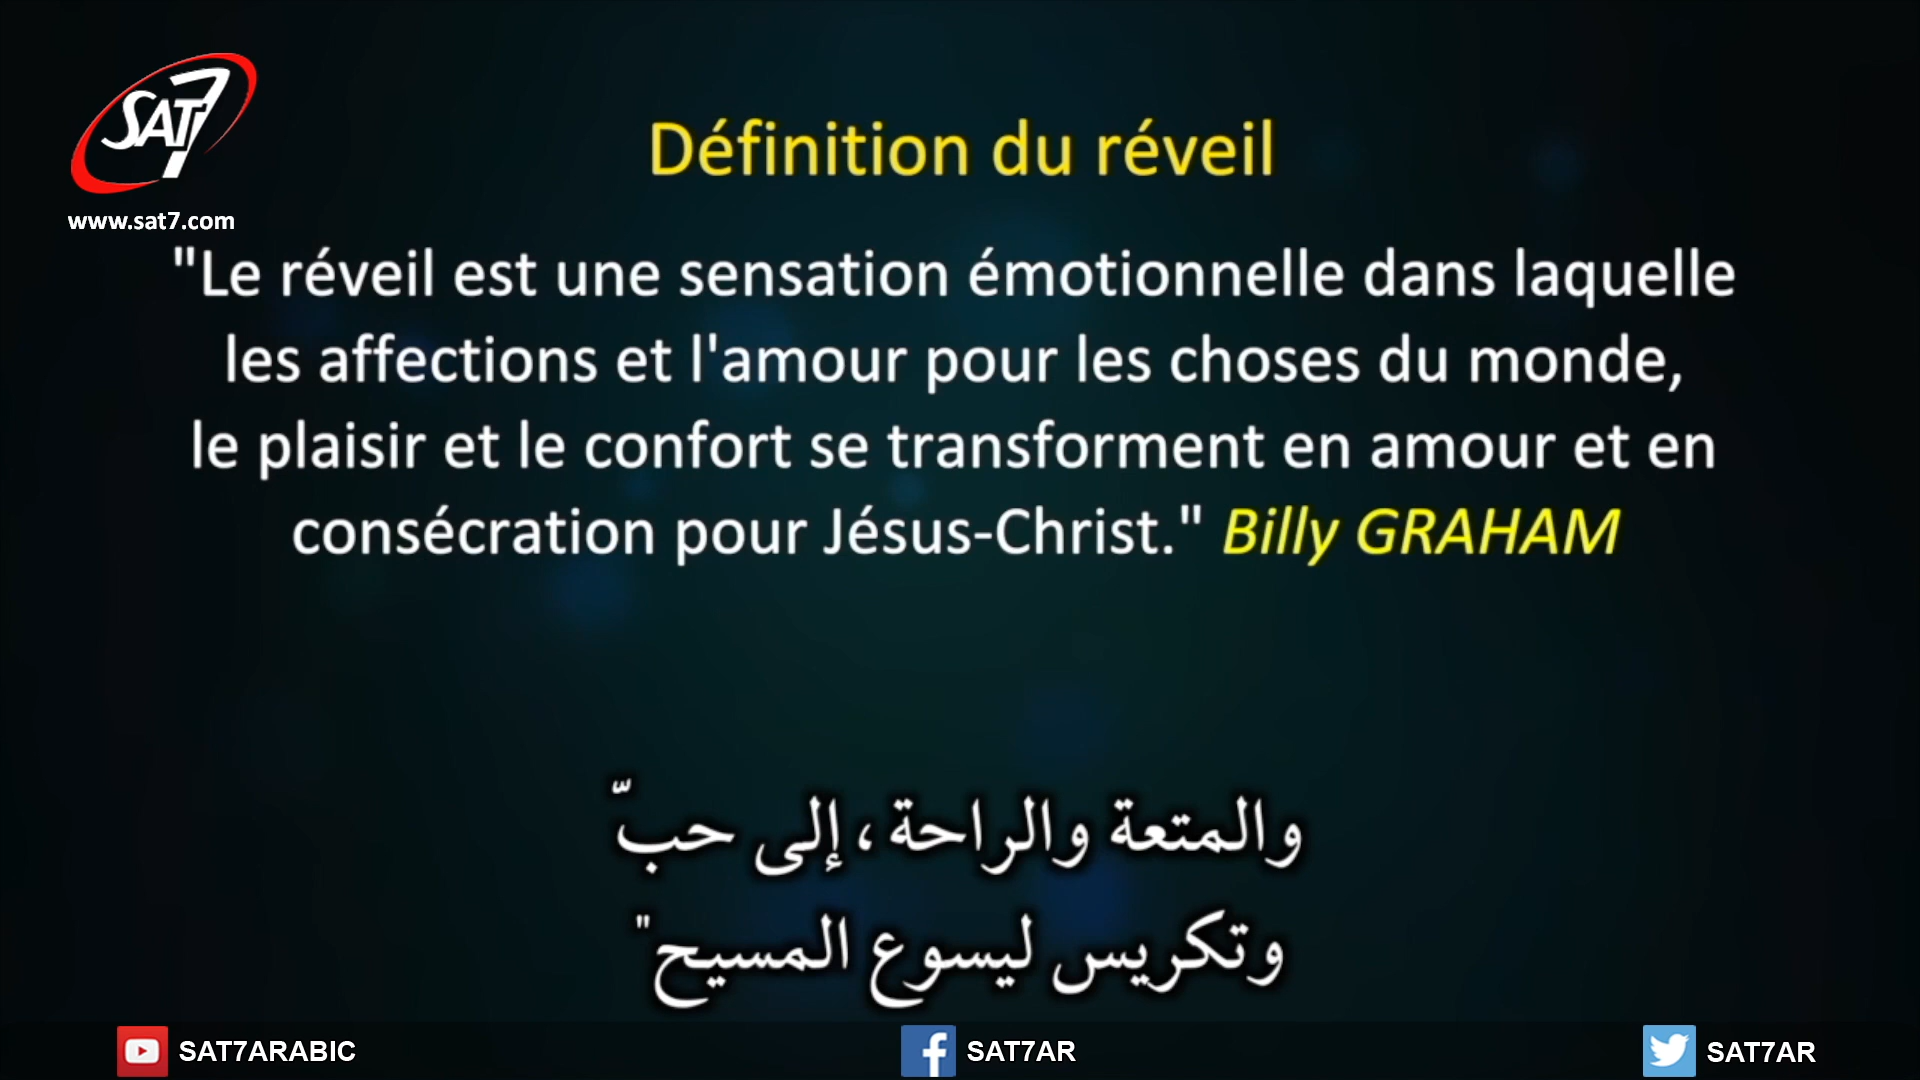 SAT7
www.sat7.com
Définition du réveil
"Le réveil est une sensation émotionnelle dans laquelle
les affections et l'amour pour les choses du monde,
le plaisir et le confort se transforment en amour et en
consécration pour Jésus-Christ." Billy GRAHAM
والمتعة والراحة، إلى حبّ
وتكريس ليسوع المسيح"
SAT7ARABIC
SAT7AR
SAT7AR